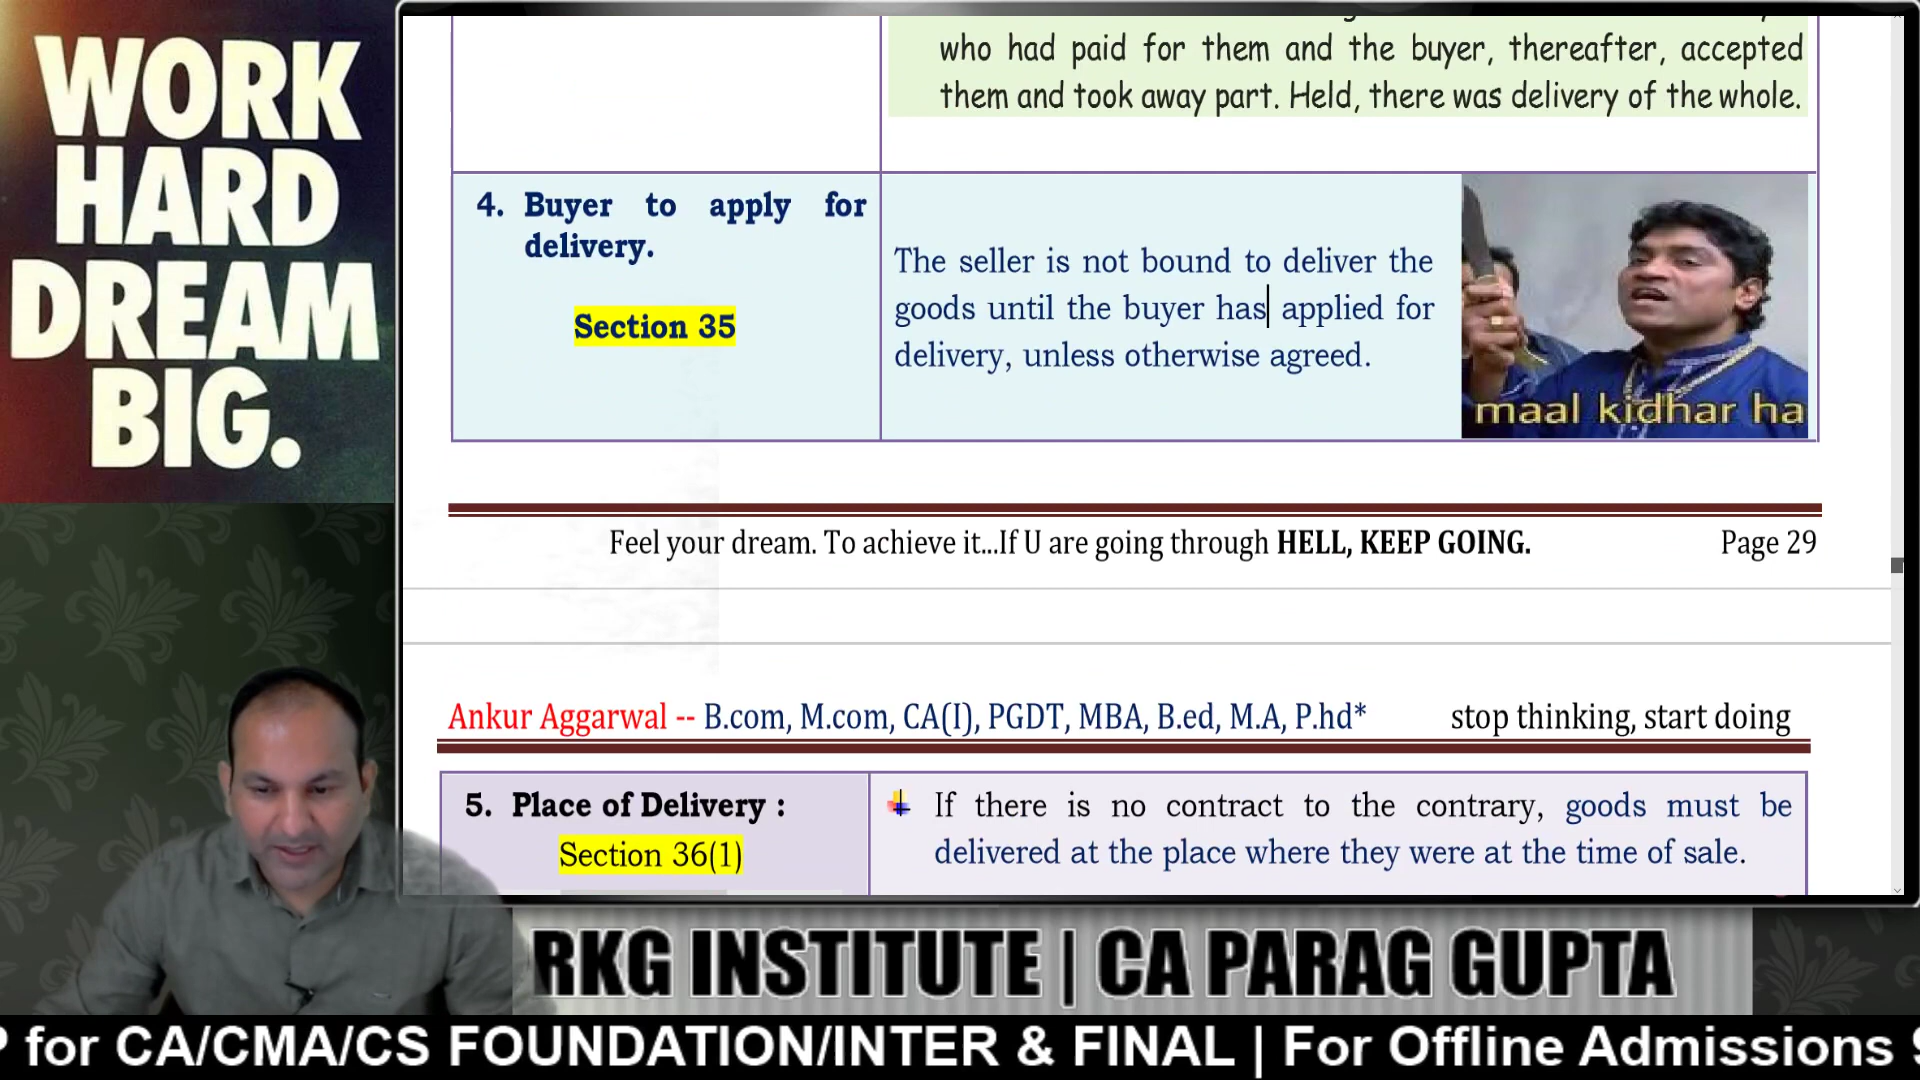 WORK
HARD
DREAM
BIG.
who had paid for them and the buyer, thereafter, accepted
them and took away part. Held, there was delivery of the whole.
4. Buyer to apply for
delivery.
Section 35
The seller is not bound to deliver the
goods until the buyer has applied for
delivery, unless otherwise agreed.
maal kidhar ha
Feel your dream. To achieve it...If U are going through HELL, KEEP GOING.
Page 29
Ankur Aggarwal -- B.com, M.com, CA(I), PGDT, MBA, B.ed, M.A, P.hd*
stop thinking, start doing
5. Place of Delivery :
Section 36(1)
If there is no contract to the contrary, goods must be
delivered at the place where they were at the time of sale.
RKG INSTITUTE | CA PARAG GUPTA
P for CA/CMA/CS FOUNDATION/INTER & FINAL | For Offline Admissions 9